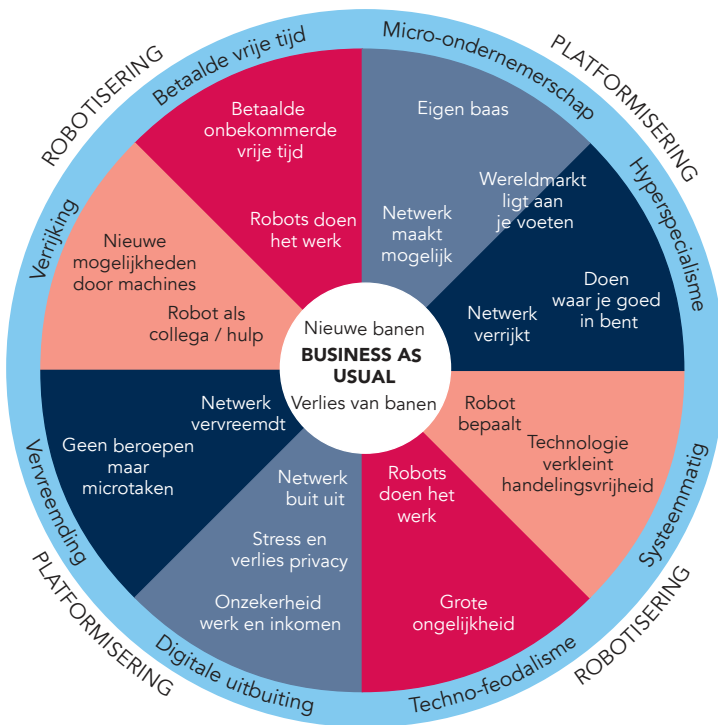 ROBOTISERING
Betaalde vrije tijd
Betaalde
onbekommerde
vrije tijd
Robots doen
het werk
Micro-ondernemerschap
PLATFORMISERING
Eigen baas
Netwerk
maakt
mogelijk
Hyperspecialisme
Wereldmarkt
ligt aan
je voeten
Doen
waar je goed
in bent
Netwerk
verrijkt
Verrijking
Nieuwe
mogelijkheden
door machines
Robot als
collega / hulp
Nieuwe banen
BUSINESS AS
USUAL
Verlies van banen
Vervreemding
Netwerk
vervreemdt
Geen beroepen
maar
microtaken
PLATFORMISERING
Digitale uitbuiting
Netwerk
buit uit
Stress en
verlies privacy
Onzekerheid
werk en inkomen
Techno-feodalisme
Robots
doen het
werk
Grote
ongelijkheid
Systeemmatig
Robot
bepaalt
Technologie
verkleint
handelingsvrijheid
ROBOTISERING